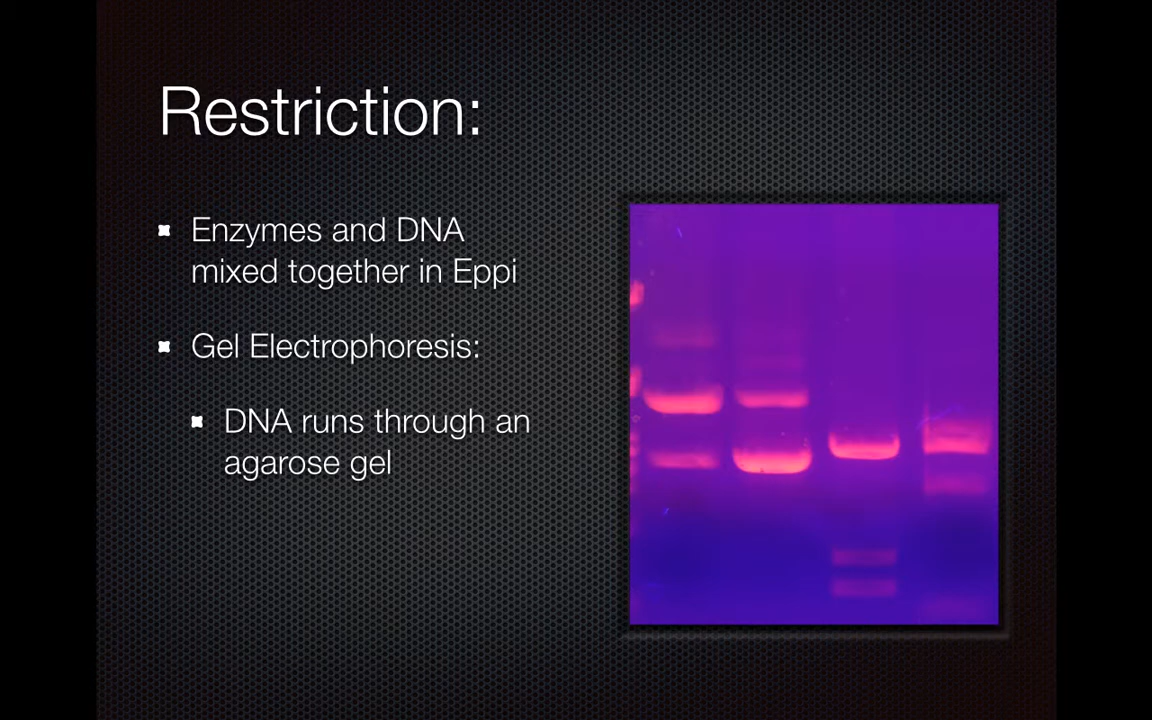 Restriction:
Enzymes and DNA
mixed together in Eppi
Gel Electrophoresis:
DNA runs through an
agarose gel